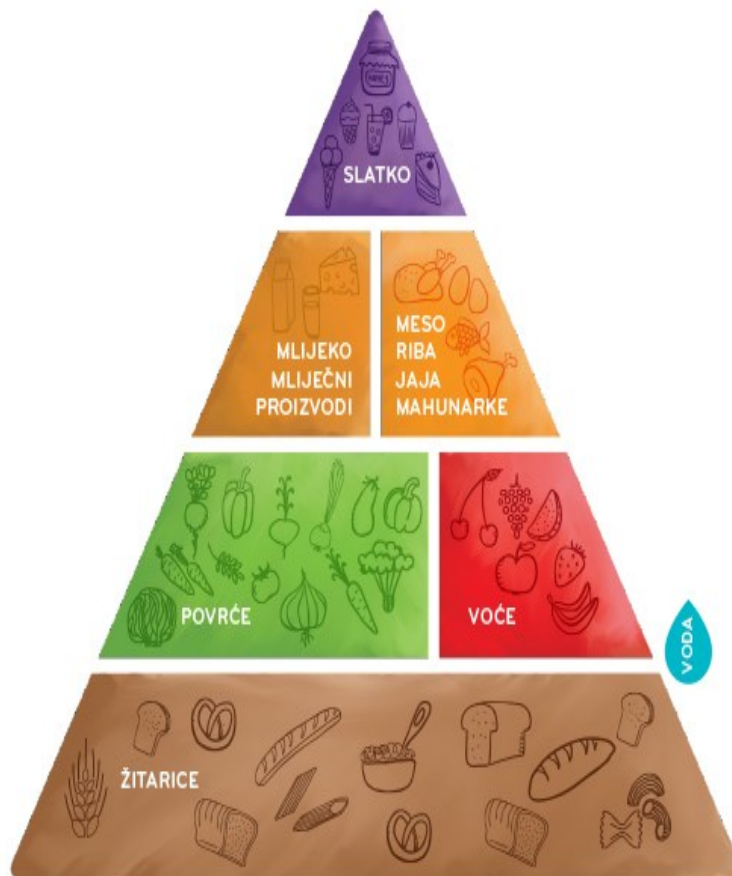 SLATKO
MLIJEKO
MLIJEČNI
PROIZVODI
MESO
RIBA
JAJA
MAHUNARKE
POVRĆE
VOĆE
VODA
ŽITARICE